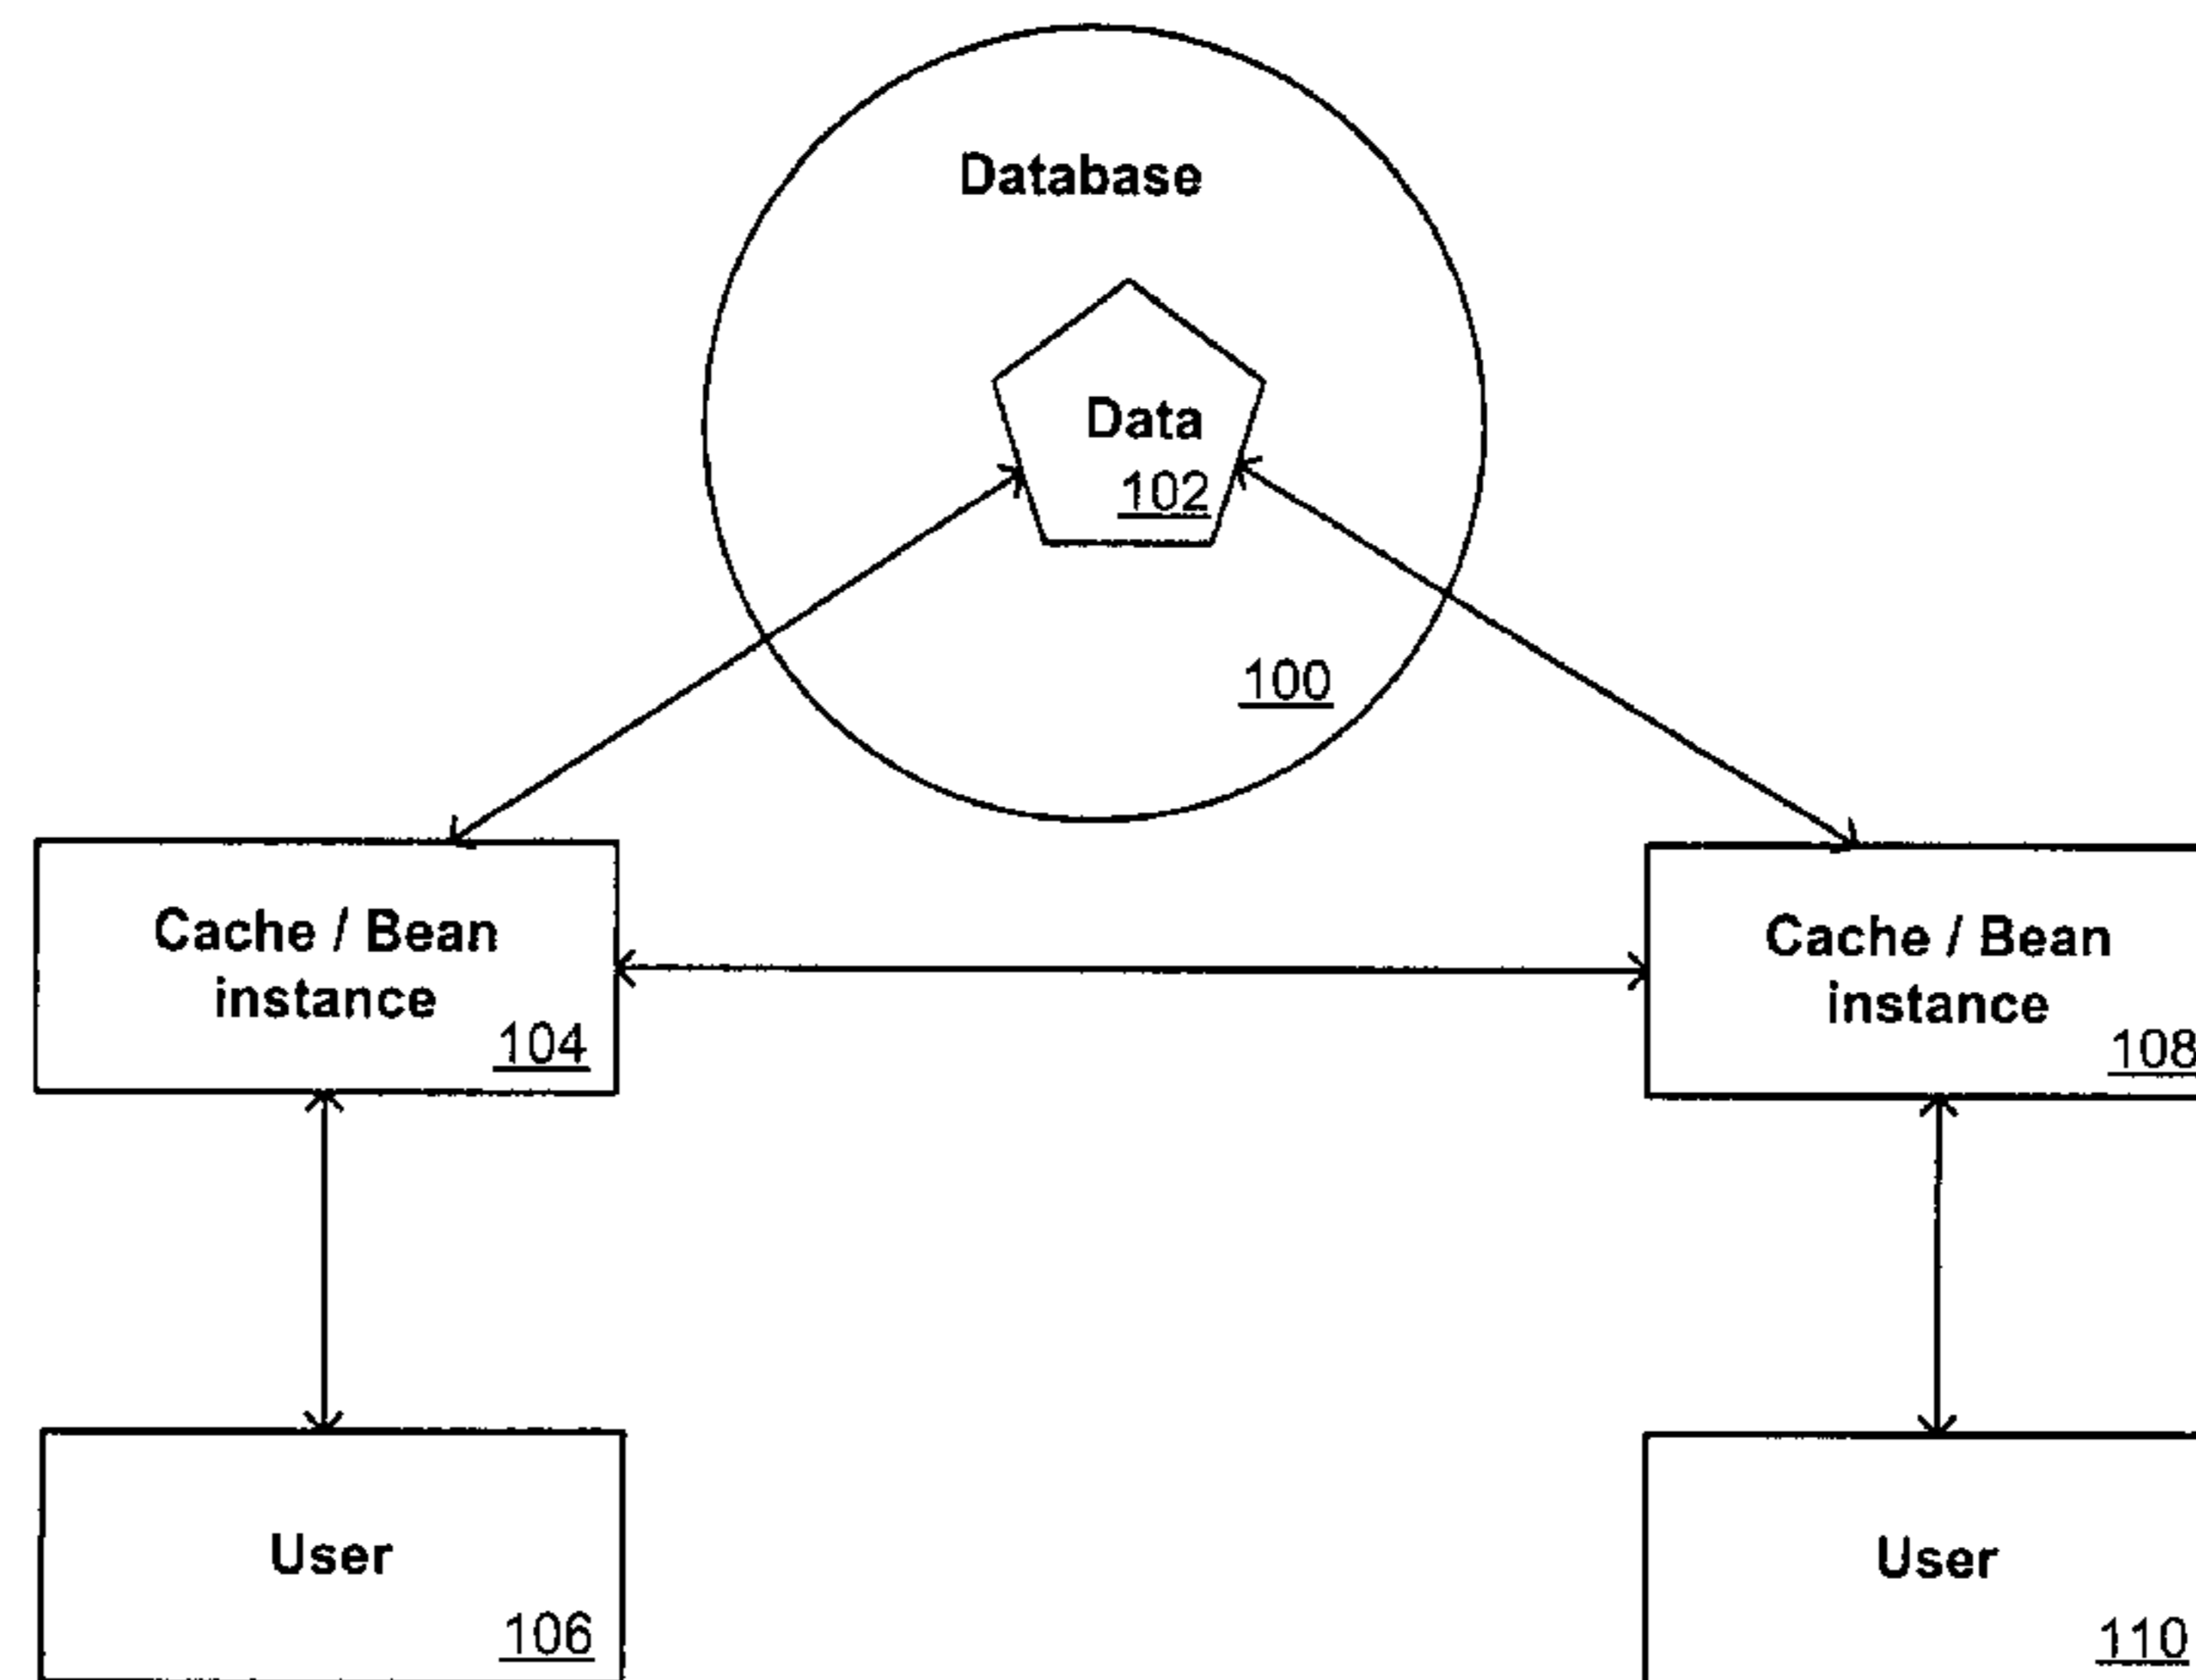 Database
Data
102
100
Cache / Bean
instance
104
Cache / Bean
instance
108
User
106
User
110